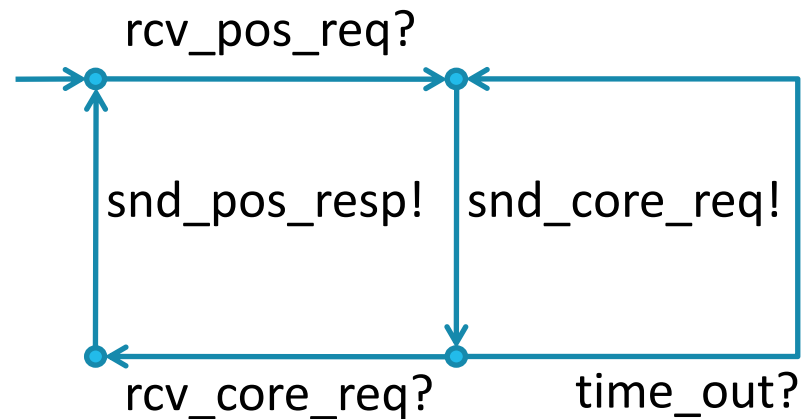 rcv_pos_req?
snd_pos_resp!
snd_core_req!
rcv_core_req?
time_out?